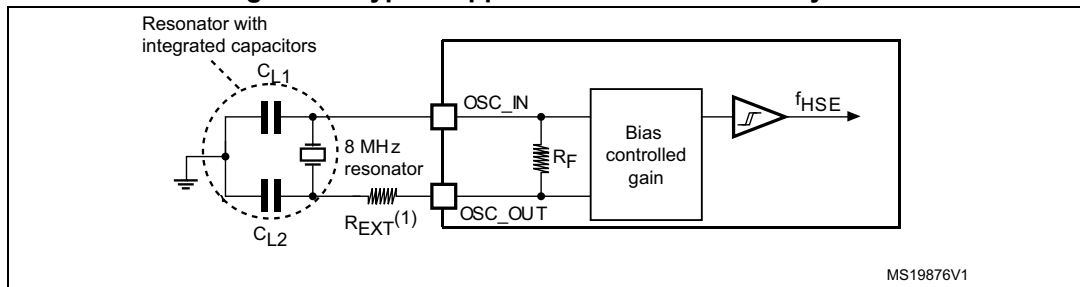 Resonator with
integrated capacitors
CL1
OSC_IN
fHSE
8 MHz
resonator
RF
Bias
controlled
gain
REXT(1)
OSC_OUT
CL2
MS19876V1